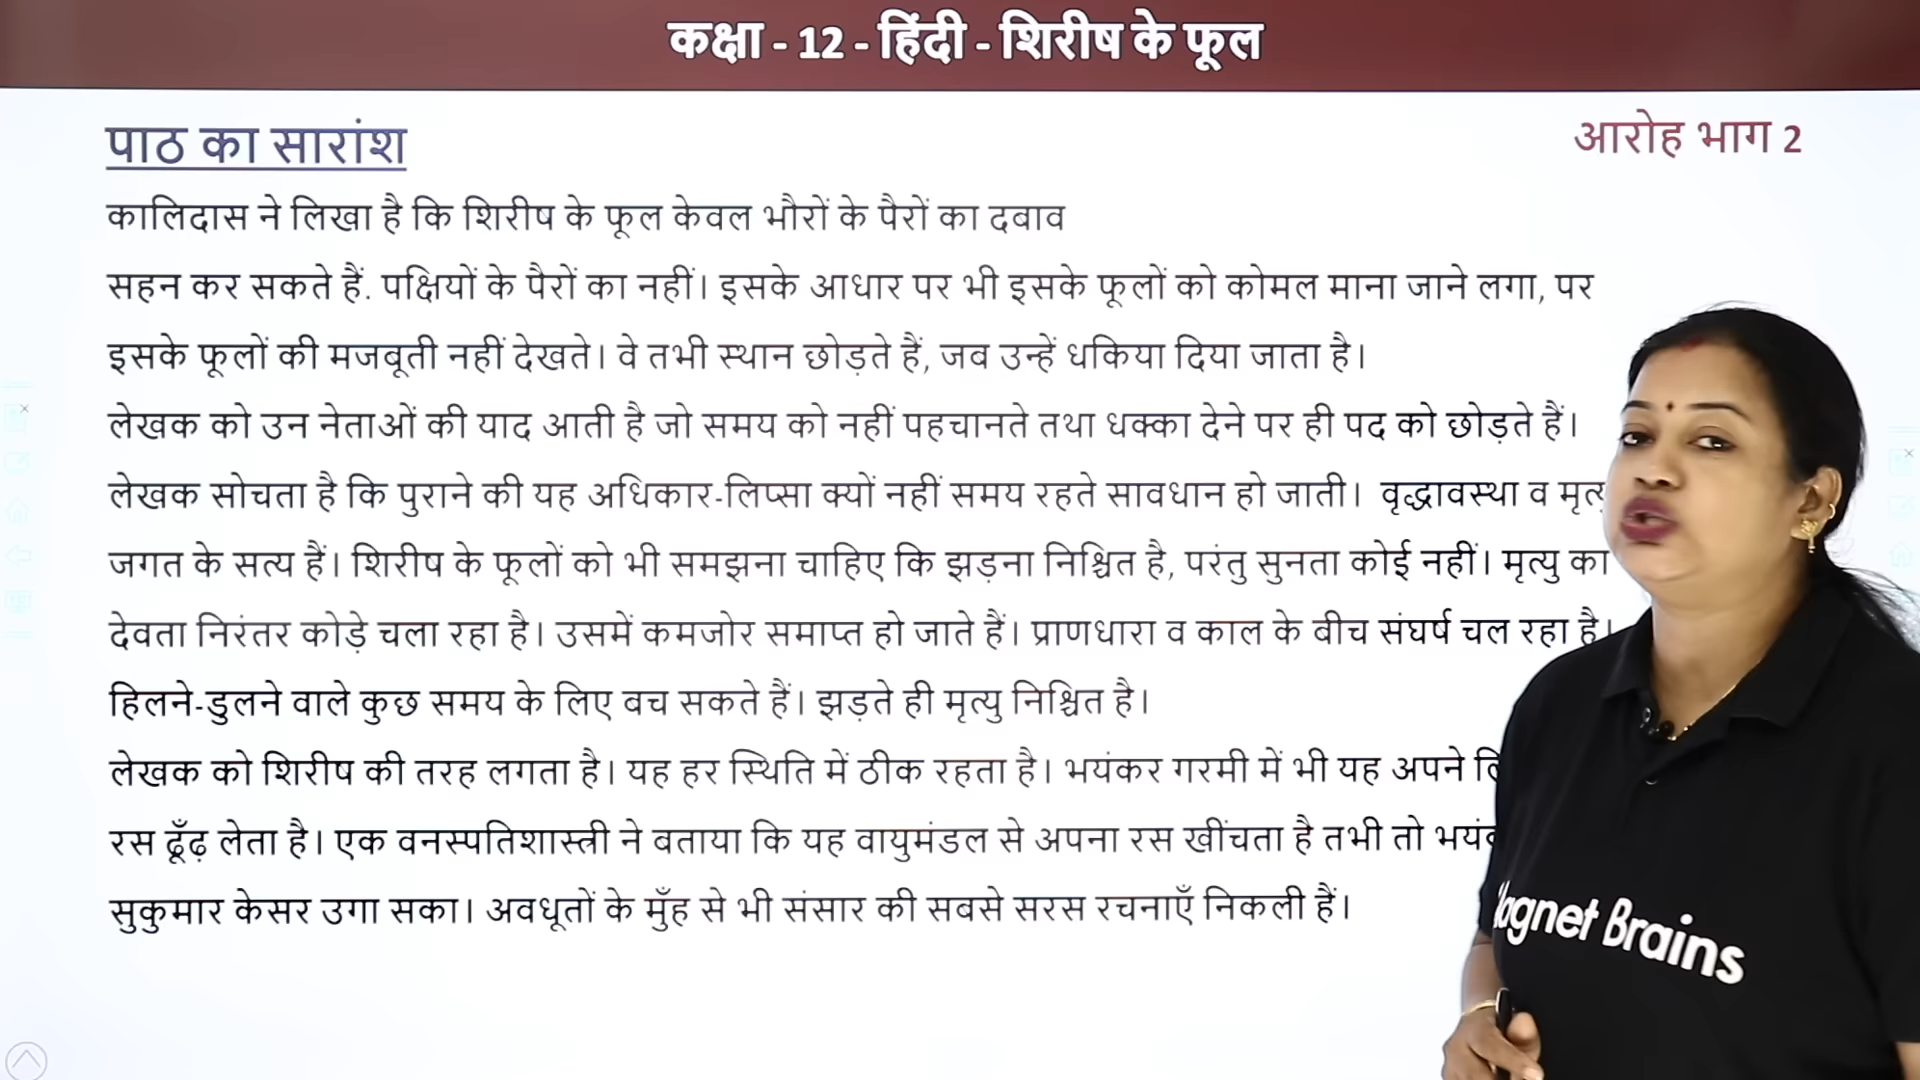 कक्षा - 12 - हिंदी - शिरीष के फूल
पाठ का सारांश
आरोह भाग 2
कालिदास ने लिखा है कि शिरीष के फूल केवल भौरों के पैरों का दबाव
सहन कर सकते हैं. पक्षियों के पैरों का नहीं। इसके आधार पर भी इसके फूलों को कोमल माना जाने लगा, पर
इसके फूलों की मजबूती नहीं देखते। वे तभी स्थान छोड़ते हैं, जब उन्हें धकिया दिया जाता है।
लेखक को उन नेताओं की याद आती है जो समय को नहीं पहचानते तथा धक्का देने पर ही पद को छोड़ते हैं।
लेखक सोचता है कि पुराने की यह अधिकार-लिप्सा क्यों नहीं समय रहते सावधान हो जाती। वृद्धावस्था व
जगत के सत्य हैं। शिरीष के फूलों को भी समझना चाहिए कि झड़ना निश्चित है, परंतु सुनता कोई नहीं। मृत्यु का
देवता निरंतर कोड़े चला रहा है। उसमें कमजोर समाप्त हो जाते हैं। प्राणधारा व काल के बीच संघर्ष चल रहा है।
हिलने-डुलने वाले कुछ समय के लिए बच सकते हैं। झड़ते ही मृत्यु निश्चित है।
लेखक को शिरीष की तरह लगता है। यह हर स्थिति में ठीक रहता है। भयंकर गरमी में भी यह अपने
रस ढूँढ़ लेता है। एक वनस्पतिशास्त्री ने बताया कि यह वायुमंडल से अपना रस खींचता है तभी तो
सुकुमार केसर उगा सका। अवधूतों के मुँह से भी संसार की सबसे सरस रचनाएँ निकली हैं।
Brains